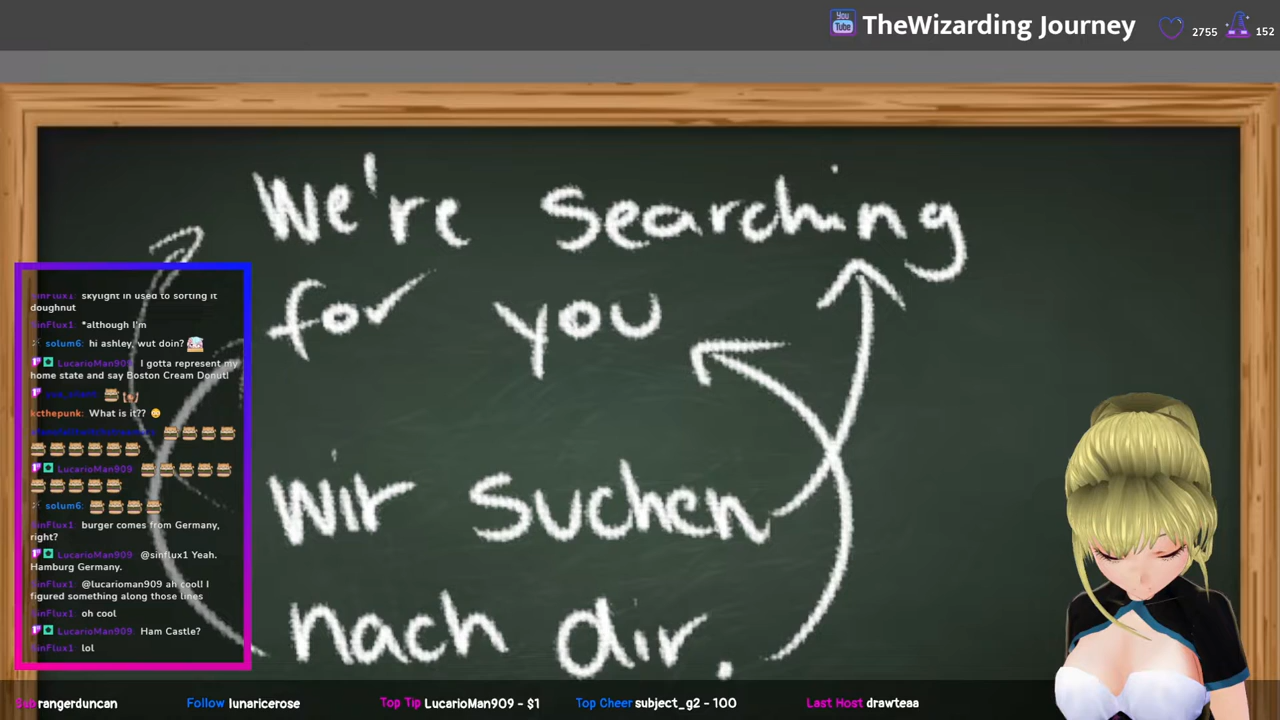 You
Tube
TheWizarding Journey
2755
152
We're searching
for you
wir suchen
nach dir.
skylight in used to sorting it
doughnut
*although I'm
solum6: hi ashley, wut doin?
LucarioMan909: I gotta represent my
home state and say Boston Cream Donut!
kcthepunk: What is it??
LucarioMan909
solum6:
burger comes from Germany,
right?
LucarioMan909 @sinflux1 Yeah.
Hamburg Germany.
@lucarioman909 ah cool! I
figured something along those lines
oh cool
LucarioMan909: Ham Castle?
lol
Sub rangerduncan
Follow lunaricerose
Top Tip LucarioMan909 - $1
Top Cheer subject_g2 - 100
Last Host drawteaa